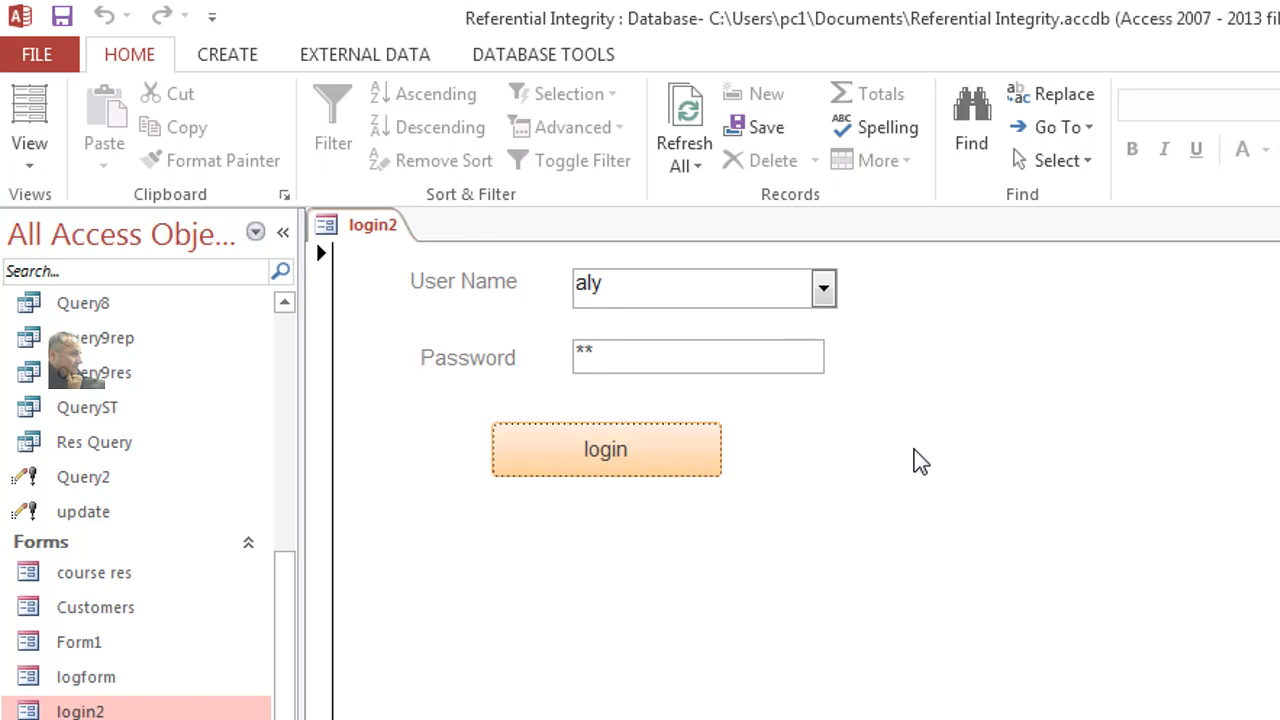 Referential Integrity : Database- C:\Users\pc1\Documents\Referential Integrity.accdb (Access 2007 - 2013 fil
FILE HOME CREATE EXTERNAL DATA DATABASE TOOLS
View
Views
Paste
Cut
Copy
Format Painter
Clipboard
Filter
Ascending
Descending
Remove Sort
Selection
Advanced
Toggle Filter
Sort & Filter
Refresh
All
New
Save
Delete
Totals
Spelling
More
Records
Find
Replace
Go To
Select
Find
B I U A
All Access Obje...
Search...
Query8
Query9rep
Query9res
QueryST
Res Query
Query2
update
Forms
course res
Customers
Form1
logform
login2
login2
User Name aly
Password **
login